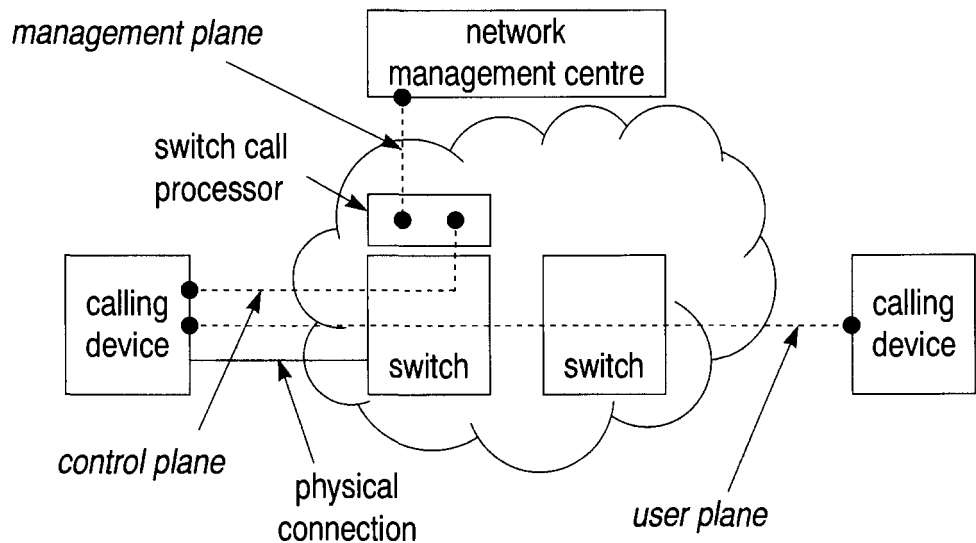 management plane
network
management centre
switch call
processor
calling
device
switch
switch
calling
device
control plane
physical
connection
user plane